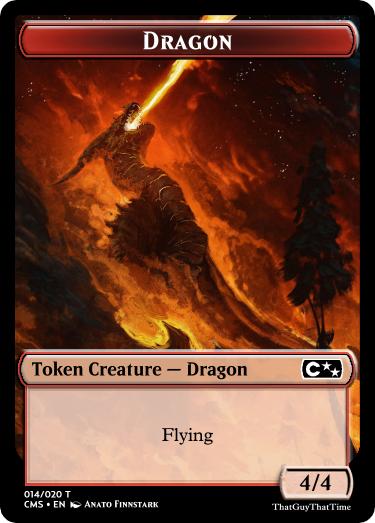 Dragon
Token Creature — Dragon
C
Flying
4/4
014/020 T
CMS • EN Anato Finnstark
ThatGuyThatTime